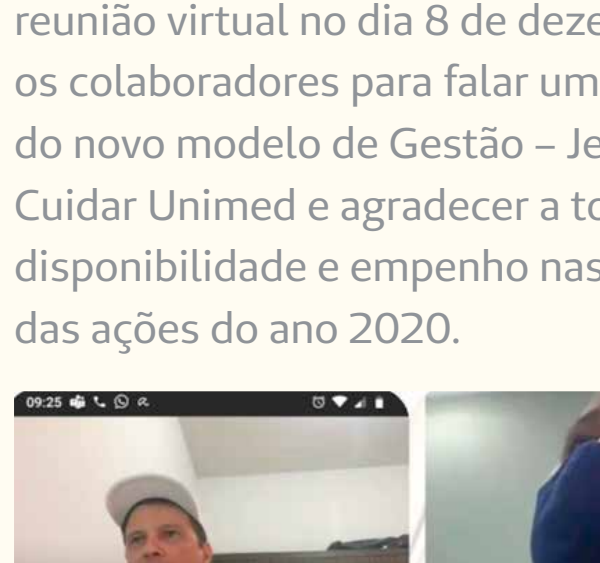 reunião virtual no dia 8 de deze
os colaboradores para falar um
do novo modelo de Gestão – Je
Cuidar Unimed e agradecer a to
disponibilidade e empenho nas
das ações do ano 2020.
09:25